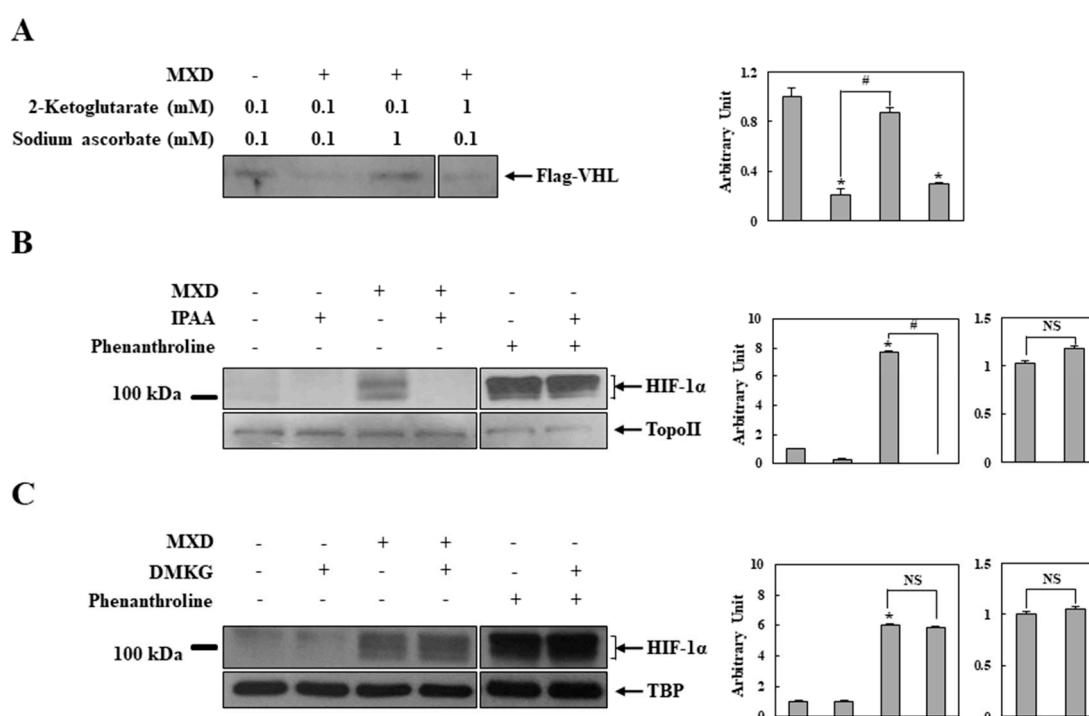 A
MXD - + + +
2-Ketoglutarate (mM) 0.1 0.1 0.1 1
Sodium ascorbate (mM) 0.1 0.1 1 0.1
Flag-VHL
Arbitrary Unit
1.2
0.8
0.4
0
* # *
B
MXD - - + + - -
IPAA - + - + - +
Phenanthroline - - - - + +
100 kDa
HIF-1α
TopoII
Arbitrary Unit
10
8
6
4
2
0
* #
1.5
1
0.5
0
NS
C
MXD - - + + - -
DMKG - + - + - +
Phenanthroline - - - - + +
100 kDa
HIF-1α
TBP
Arbitrary Unit
10
8
6
4
2
0
* NS
1.5
1
0.5
0
NS